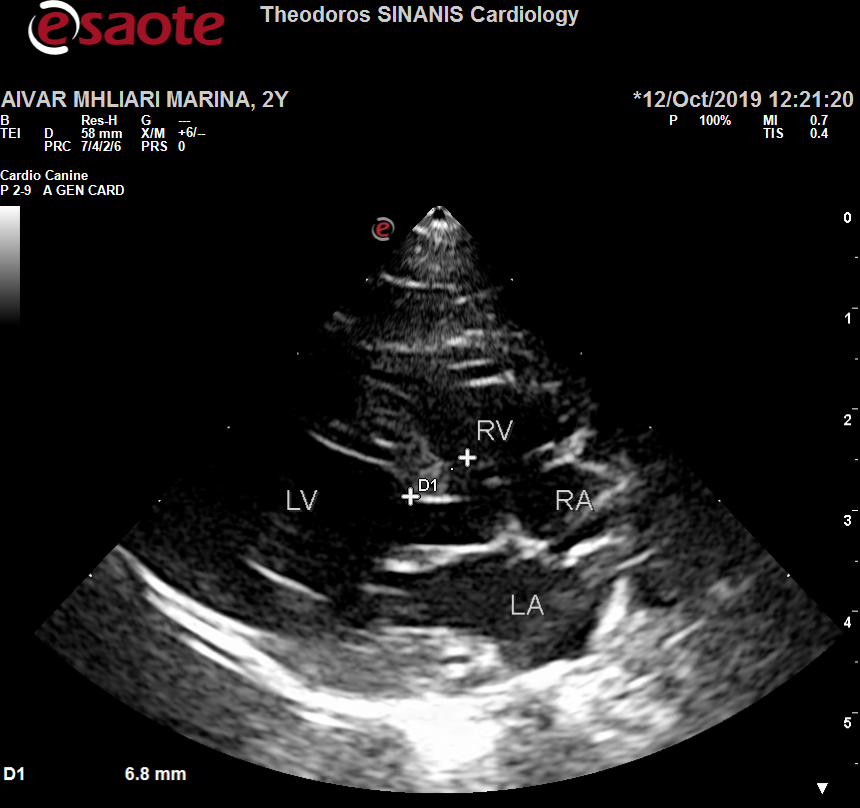 esaote
Theodoros SINANIS Cardiology
AIVAR MHLIARI MARINA, 2Y
*12/Oct/2019 12:21:20
B Res-H G ---
TEI D 58 mm X/M +6/--
PRC 7/4/2/6 PRS 0
P 100% MI 0.7
TIS 0.4
Cardio Canine
P 2-9 A GEN CARD
e
0
1
2
RV
D1
LV
RA
3
LA
4
5
D1 6.8 mm